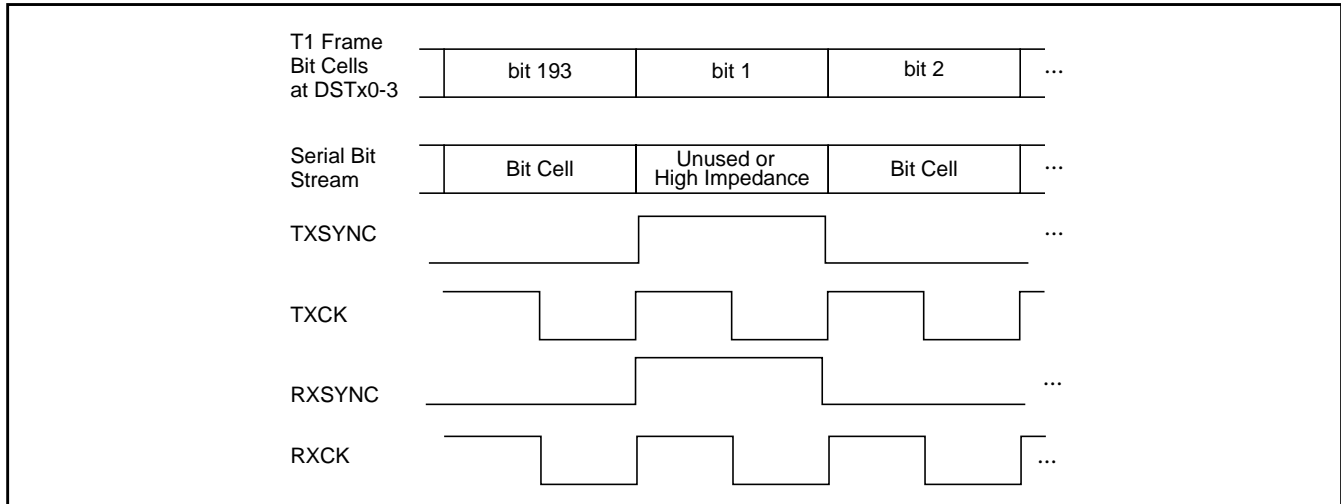 T1 Frame
Bit Cells
at DSTx0-3
bit 193
bit 1
bit 2
...
Serial Bit
Stream
Bit Cell
Unused or
High Impedance
Bit Cell
...
TXSYNC
...
TXCK
RXSYNC
...
RXCK
...